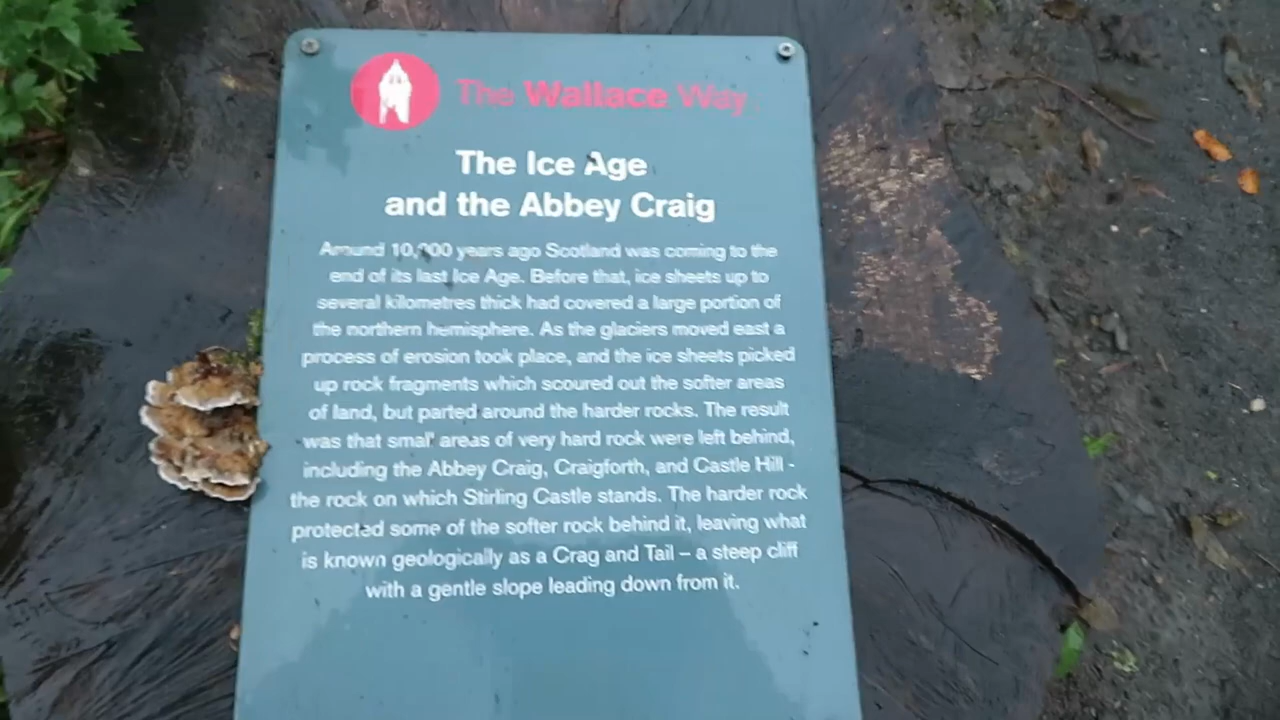 The Wallace Way
The Ice Age
and the Abbey Craig
Around 10,000 years ago Scotland was coming to the
end of its last Ice Age. Before that, ice sheets up to
several kilometres thick had covered a large portion of
the northern hemisphere. As the glaciers moved east a
process of erosion took place, and the ice sheets picked
up rock fragments which scoured out the softer areas
of land, but parted around the harder rocks. The result
was that small areas of very hard rock were left behind,
including the Abbey Craig, Craigforth, and Castle Hill -
the rock on which Stirling Castle stands. The harder rock
protected some of the softer rock behind it, leaving what
is known geologically as a Crag and Tail – a steep cliff
with a gentle slope leading down from it.